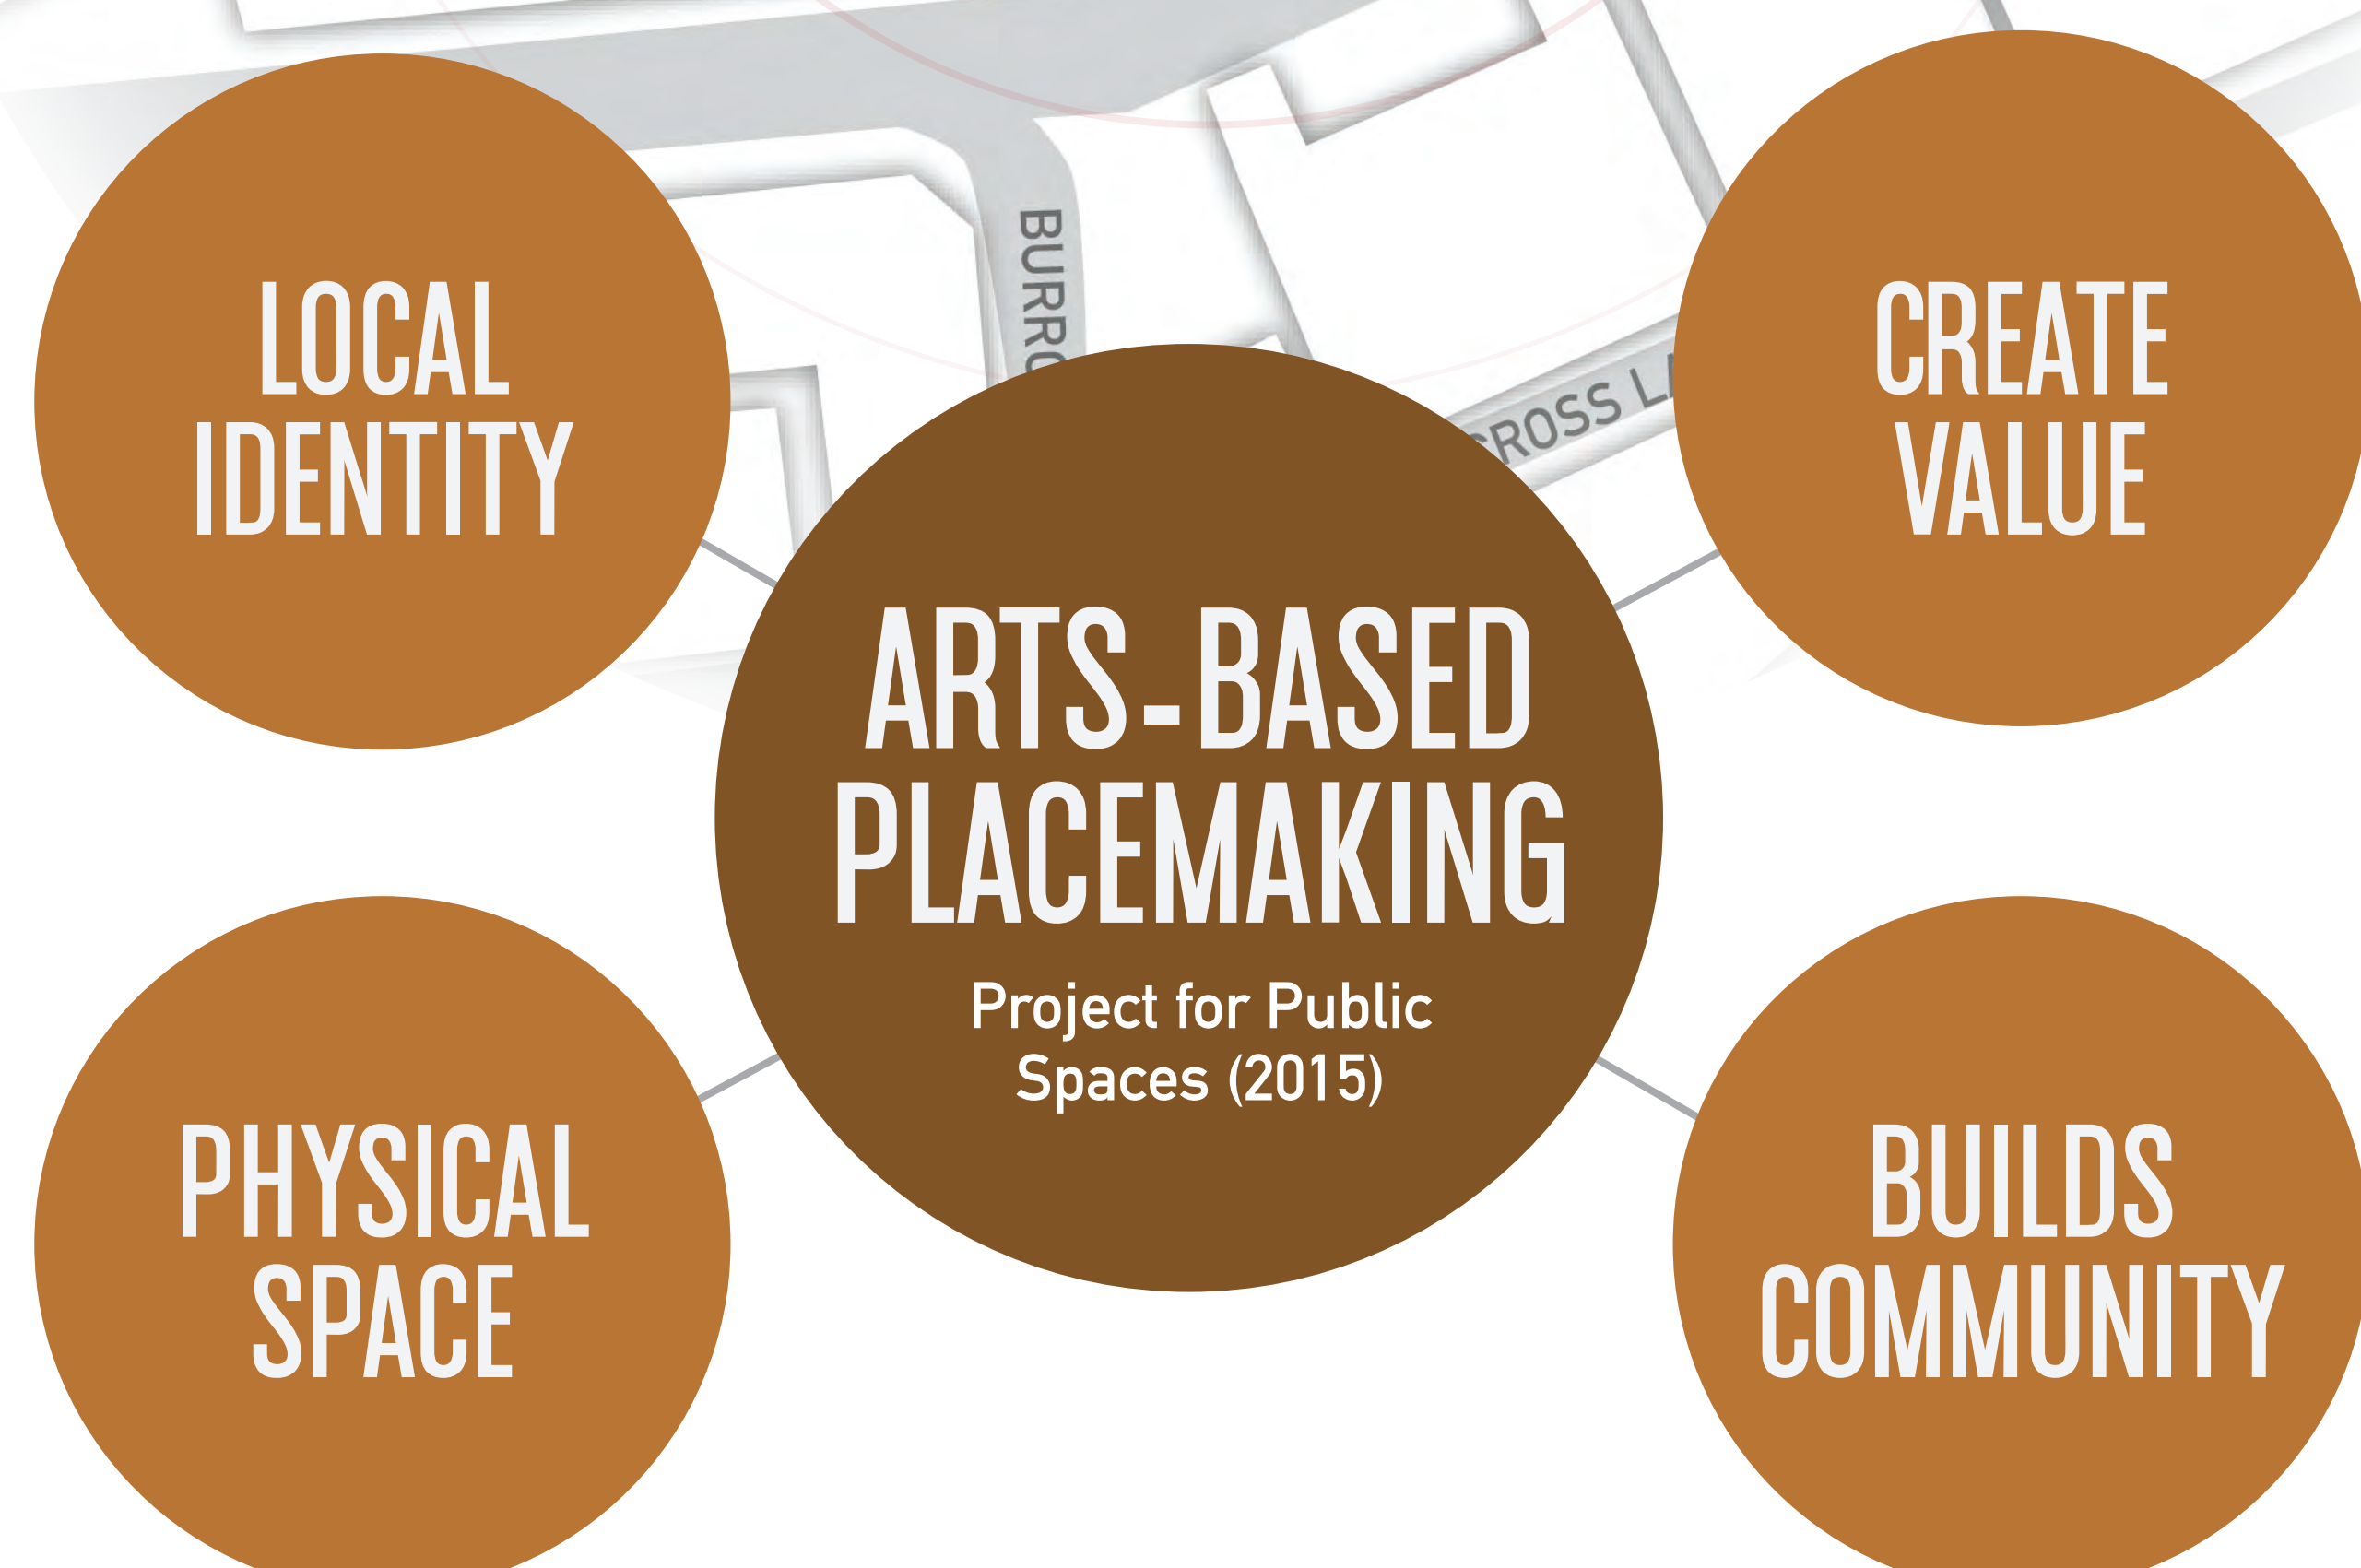 LOCAL
IDENTITY
CREATE
VALUE
ARTS-BASED
PLACEMAKING
Project for Public
Spaces (2015)
PHYSICAL
SPACE
BUILDS
COMMUNITY